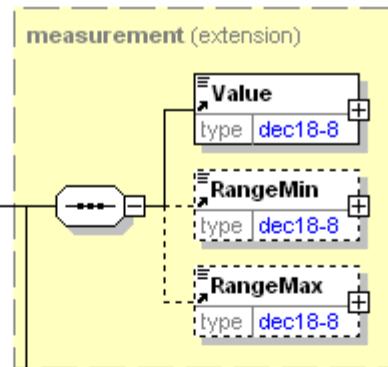 measurement (extension)
Value
type dec18-8
RangeMin
type dec18-8
RangeMax
type dec18-8